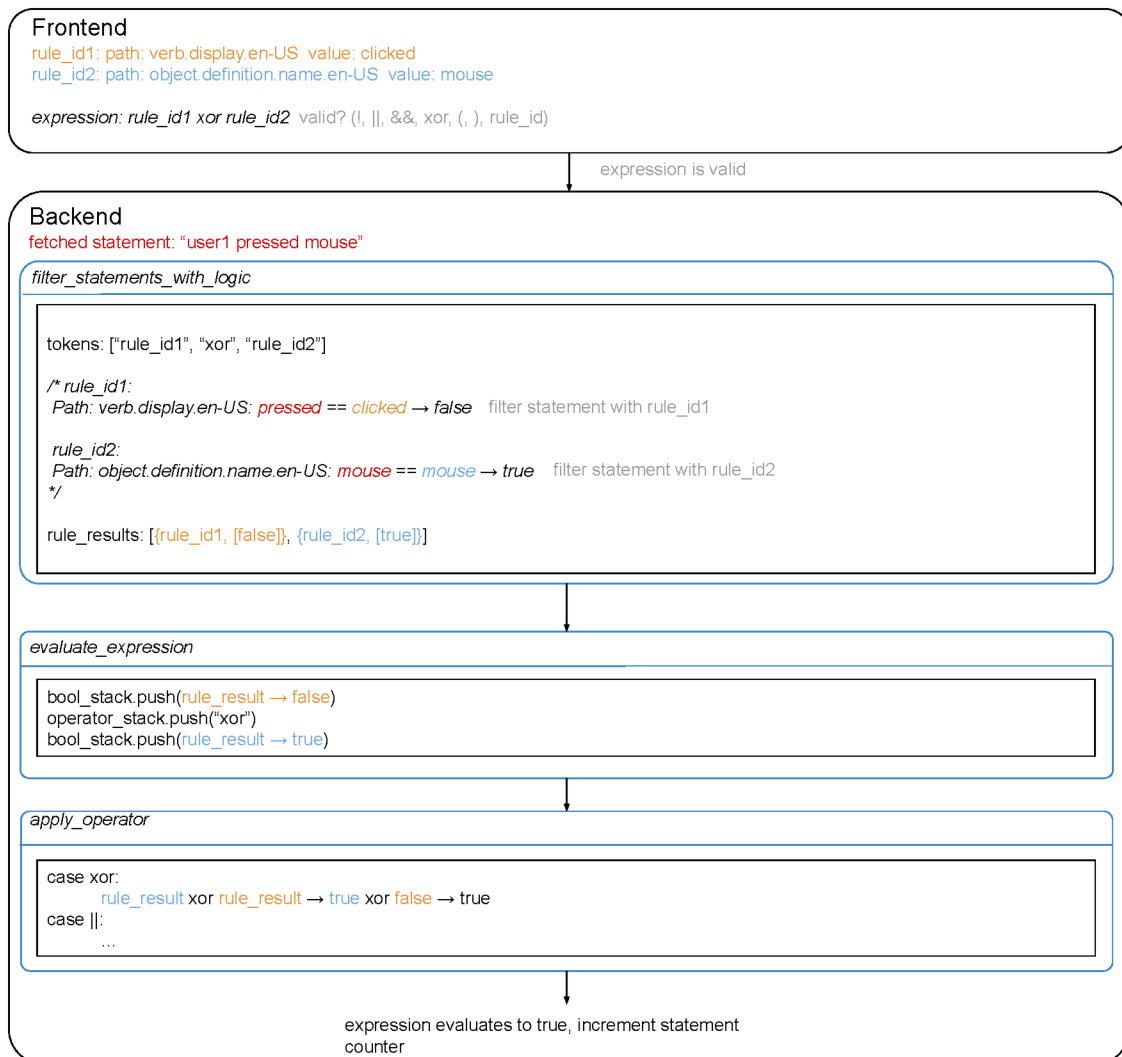 Frontend
rule_id1: path: verb.display.en-US  value: clicked
rule_id2: path: object.definition.name.en-US  value: mouse
expression: rule_id1 xor rule_id2  valid? (!, ||, &&, xor, (, ), rule_id)
expression is valid
Backend
fetched statement: “user1 pressed mouse”
filter_statements_with_logic
tokens: [“rule_id1”, “xor”, “rule_id2”]
/* rule_id1:
Path: verb.display.en-US: pressed == clicked → false   filter statement with rule_id1
rule_id2:
Path: object.definition.name.en-US: mouse == mouse → true   filter statement with rule_id2
*/
rule_results: [{rule_id1, [false]}, {rule_id2, [true]}]
evaluate_expression
bool_stack.push(rule_result → false)
operator_stack.push(“xor”)
bool_stack.push(rule_result → true)
apply_operator
case xor:
rule_result xor rule_result → true xor false → true
case ||:
...
expression evaluates to true, increment statement
counter